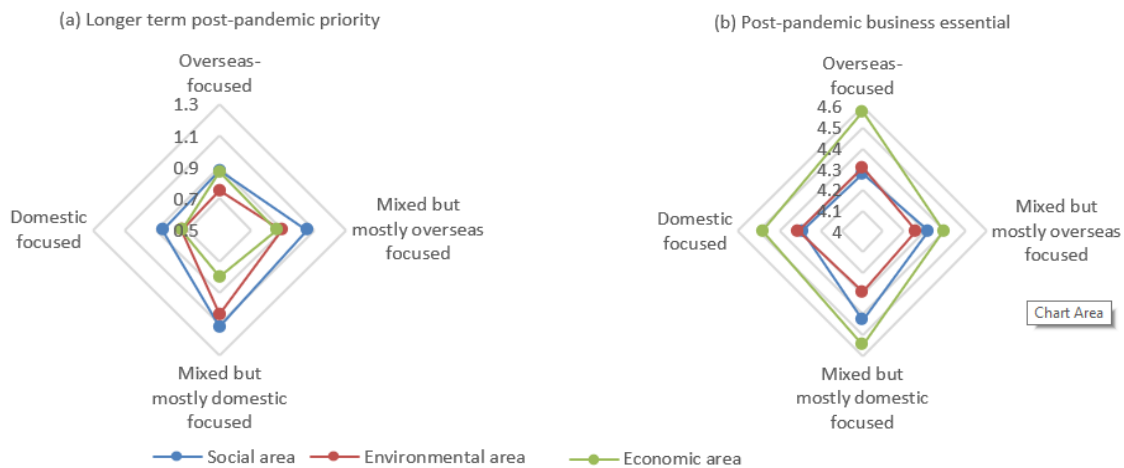 (a) Longer term post-pandemic priority
Overseas-
focused
1.3
1.1
0.9
0.7
0.5
Domestic
focused
Mixed but
mostly overseas
focused
Mixed but
mostly domestic
focused
(b) Post-pandemic business essential
Overseas-
focused
4.6
4.5
4.4
4.3
4.2
4.1
4
Domestic
focused
Mixed but
mostly overseas
focused
Chart Area
Mixed but
mostly domestic
focused
Social area
Environmental area
Economic area